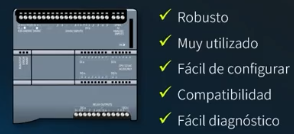 Robusto
Muy utilizado
Fácil de configurar
Compatibilidad
Fácil diagnóstico